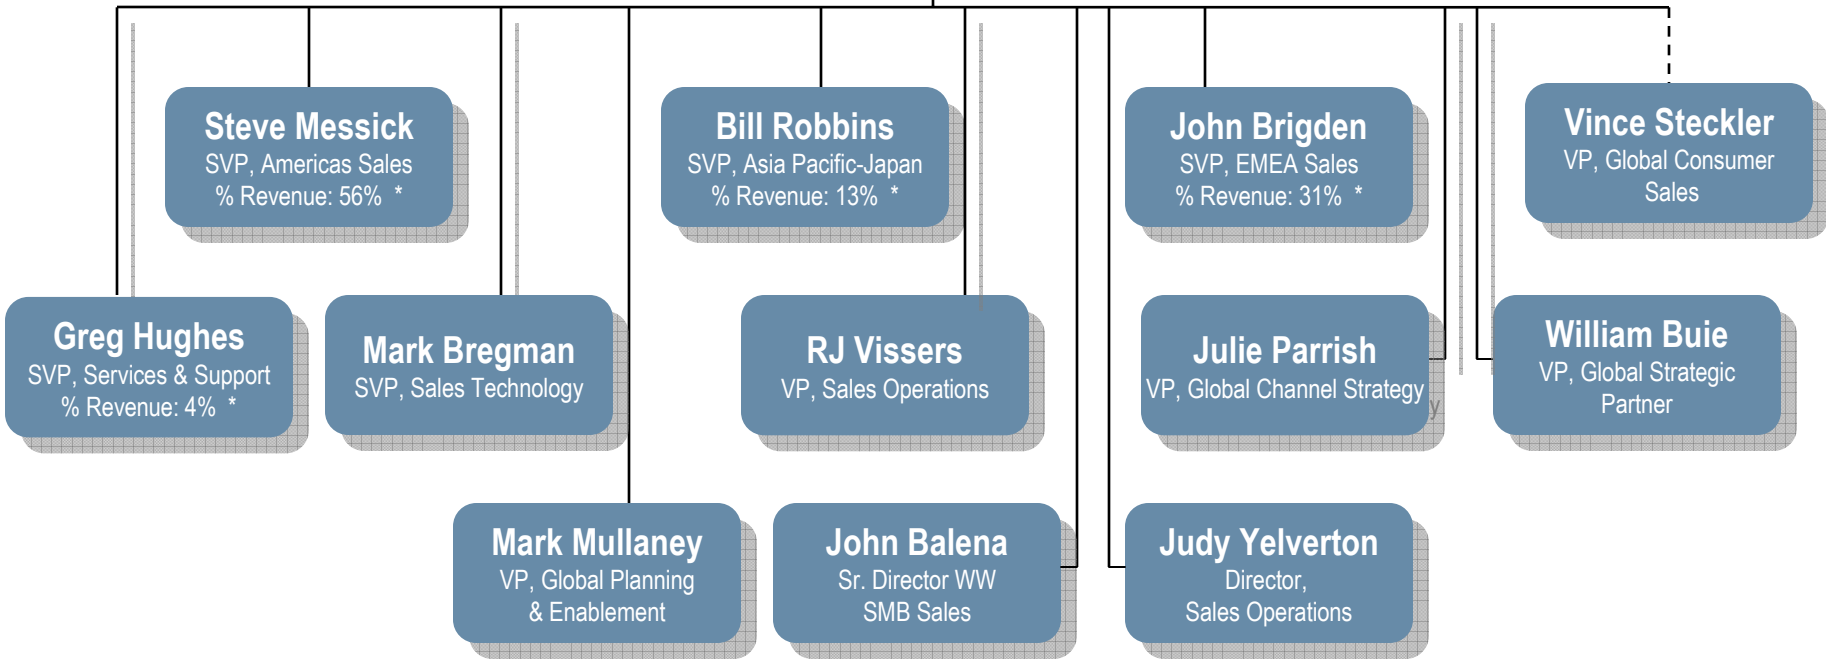 Steve Messick
SVP, Americas Sales
% Revenue: 56% *
Bill Robbins
SVP, Asia Pacific-Japan
% Revenue: 13% *
John Brigden
SVP, EMEA Sales
% Revenue: 31% *
Vince Steckler
VP, Global Consumer
Sales
Greg Hughes
SVP, Services & Support
% Revenue: 4% *
Mark Bregman
SVP, Sales Technology
RJ Vissers
VP, Sales Operations
Julie Parrish
VP, Global Channel Strategy
y
William Buie
VP, Global Strategic
Partner
Mark Mullaney
VP, Global Planning
& Enablement
John Balena
Sr. Director WW
SMB Sales
Judy Yelverton
Director,
Sales Operations